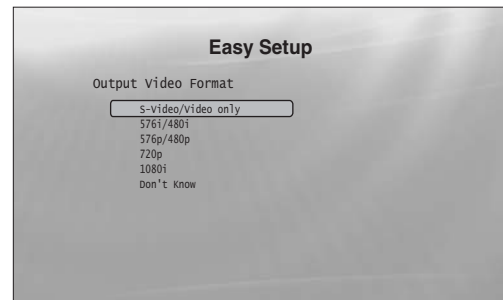 Easy Setup
Output Video Format
S-Video/Video only
576i/480i
576p/480p
720p
1080i
Don't Know